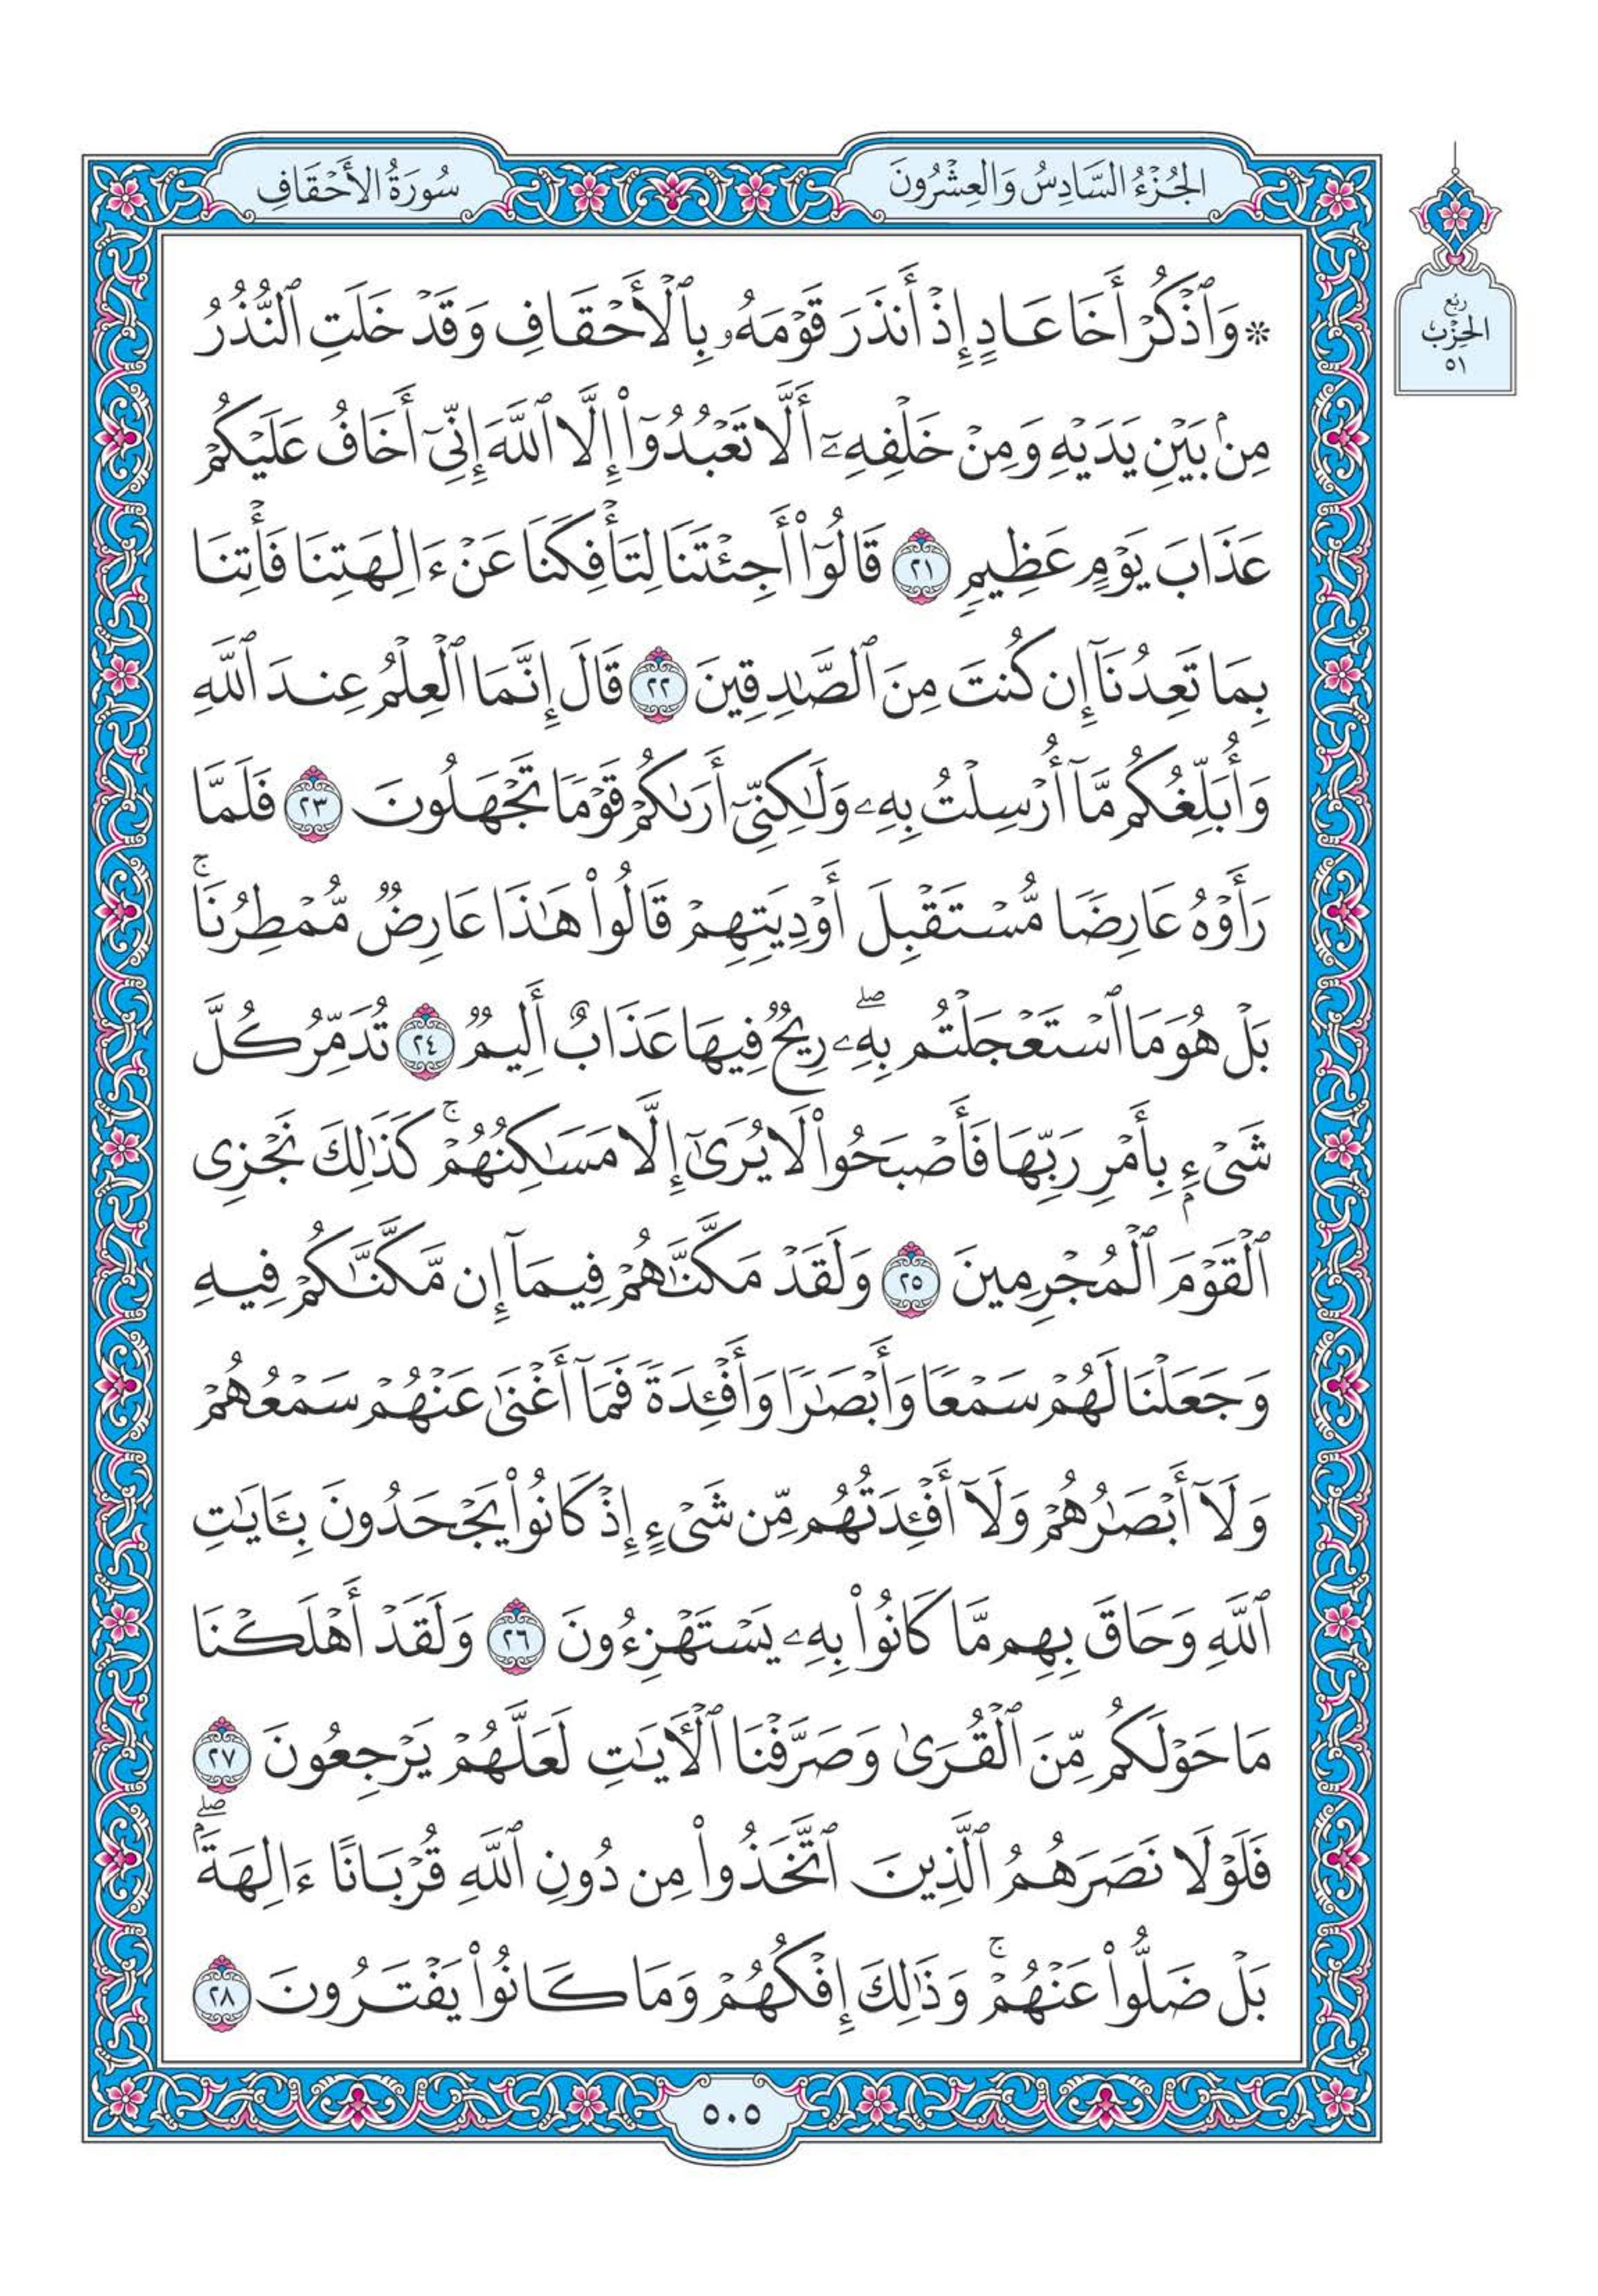 الجُزْءُ السَّادِسُ وَالعِشْرُونَ
سُورَةُ الأَحْقَافِ
رُبْع
الحِزْب
٥١
۞ وَٱذۡكُرۡ أَخَا عَادٍ إِذۡ أَنذَرَ قَوۡمَهُۥ بِٱلۡأَحۡقَافِ وَقَدۡ خَلَتِ ٱلنُّذُرُ
مِنۢ بَيۡنِ يَدَيۡهِ وَمِنۡ خَلۡفِهِۦٓ أَلَّا تَعۡبُدُوٓاْ إِلَّا ٱللَّهَ إِنِّيٓ أَخَافُ عَلَيۡكُمۡ
عَذَابَ يَوۡمٍ عَظِيمٖ ٢١ قَالُوٓاْ أَجِئۡتَنَا لِتَأۡفِكَنَا عَنۡ ءَالِهَتِنَا فَأۡتِنَا
بِمَا تَعِدُنَآ إِن كُنتَ مِنَ ٱلصَّٰدِقِينَ ٢٢ قَالَ إِنَّمَا ٱلۡعِلۡمُ عِندَ ٱللَّهِ
وَأُبَلِّغُكُم مَّآ أُرۡسِلۡتُ بِهِۦ وَلَٰكِنِّيٓ أَرَىٰكُمۡ قَوۡمٗا تَجۡهَلُونَ ٢٣ فَلَمَّا
رَأَوۡهُ عَارِضٗا مُّسۡتَقۡبِلَ أَوۡدِيَتِهِمۡ قَالُواْ هَٰذَا عَارِضٞ مُّمۡطِرُنَاۚ
بَلۡ هُوَ مَا ٱسۡتَعۡجَلۡتُم بِهِۦۖ رِيحٞ فِيهَا عَذَابٌ أَلِيمٞ ٢٤ تُدَمِّرُ كُلَّ
شَيۡءِۭ بِأَمۡرِ رَبِّهَا فَأَصۡبَحُواْ لَا يُرَىٰٓ إِلَّا مَسَٰكِنُهُمۡۚ كَذَٰلِكَ نَجۡزِي
ٱلۡقَوۡمَ ٱلۡمُجۡرِمِينَ ٢٥ وَلَقَدۡ مَكَّنَّٰهُمۡ فِيمَآ إِن مَّكَّنَّٰكُمۡ فِيهِ
وَجَعَلۡنَا لَهُمۡ سَمۡعٗا وَأَبۡصَٰرٗا وَأَفۡـِٔدَةٗ فَمَآ أَغۡنَىٰ عَنۡهُمۡ سَمۡعُهُمۡ
وَلَآ أَبۡصَٰرُهُمۡ وَلَآ أَفۡـِٔدَتُهُم مِّن شَيۡءٍ إِذۡ كَانُواْ يَجۡحَدُونَ بِـَٔايَٰتِ
ٱللَّهِ وَحَاقَ بِهِم مَّا كَانُواْ بِهِۦ يَسۡتَهۡزِءُونَ ٢٦ وَلَقَدۡ أَهۡلَكۡنَا
مَا حَوۡلَكُم مِّنَ ٱلۡقُرَىٰ وَصَرَّفۡنَا ٱلۡأٓيَٰتِ لَعَلَّهُمۡ يَرۡجِعُونَ ٢٧
فَلَوۡلَا نَصَرَهُمُ ٱلَّذِينَ ٱتَّخَذُواْ مِن دُونِ ٱللَّهِ قُرۡبَانًا ءَالِهَةَۢۖ
بَلۡ ضَلُّواْ عَنۡهُمۡۚ وَذَٰلِكَ إِفۡكُهُمۡ وَمَا كَانُواْ يَفۡتَرُونَ ٢٨
٥٠٥